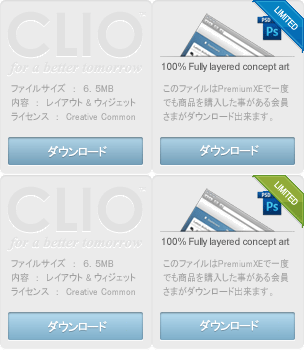 CLIO
for a better tomorrow
ファイルサイズ ： 6. 5MB
内容 ： レイアウト & ウィジェット
ライセンス ： Creative Common
ダウンロード
LIMITED
PSD
Ps
100% Fully layered concept art
このファイルはPremiumXEで一度
でも商品を購入した事がある会員
さまがダウンロード出来ます。
ダウンロード
CLIO
for a better tomorrow
ファイルサイズ ： 6. 5MB
内容 ： レイアウト & ウィジェット
ライセンス ： Creative Common
ダウンロード
LIMITED
PSD
Ps
100% Fully layered concept art
このファイルはPremiumXEで一度
でも商品を購入した事がある会員
さまがダウンロード出来ます。
ダウンロード